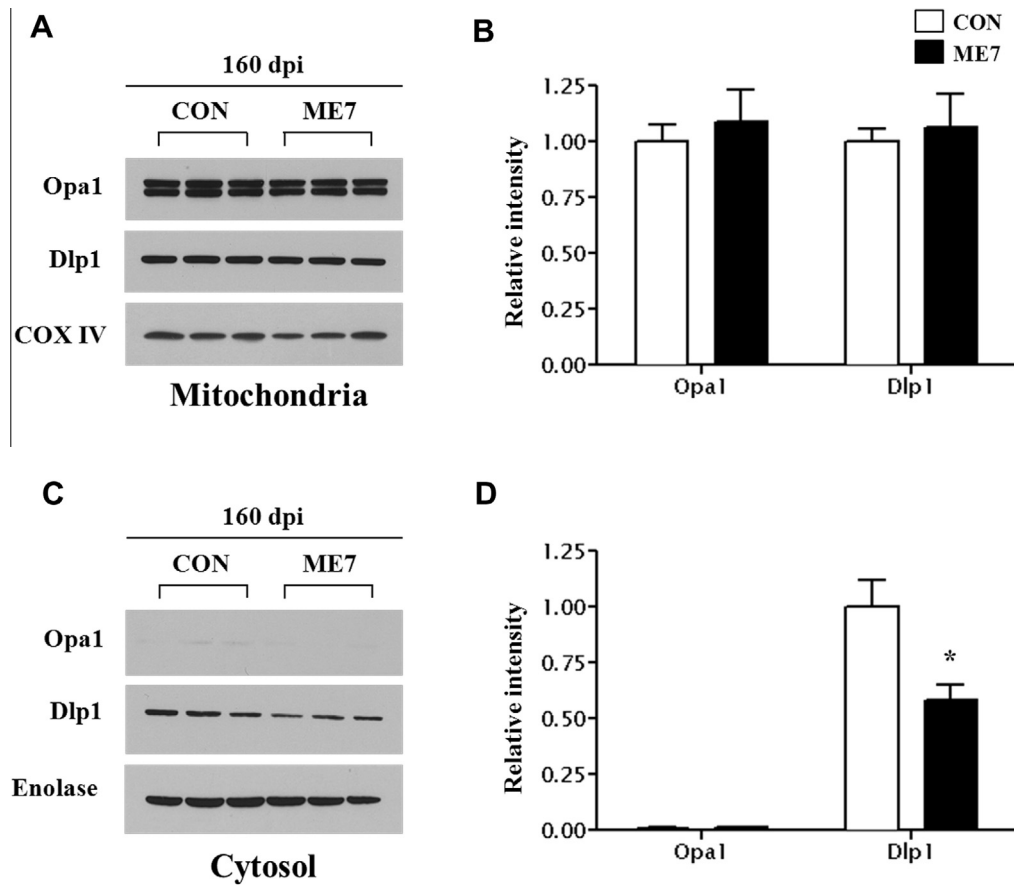 A
160 dpi
CON ME7
Opa1
Dlp1
COX IV
Mitochondria
B
CON
ME7
Relative intensity
1.25
1.00
0.75
0.50
0.25
0.00
Opa1 Dlp1
C
160 dpi
CON ME7
Opa1
Dlp1
Enolase
Cytosol
D
Relative intensity
1.25
1.00
0.75
0.50
0.25
0.00
*
Opa1 Dlp1